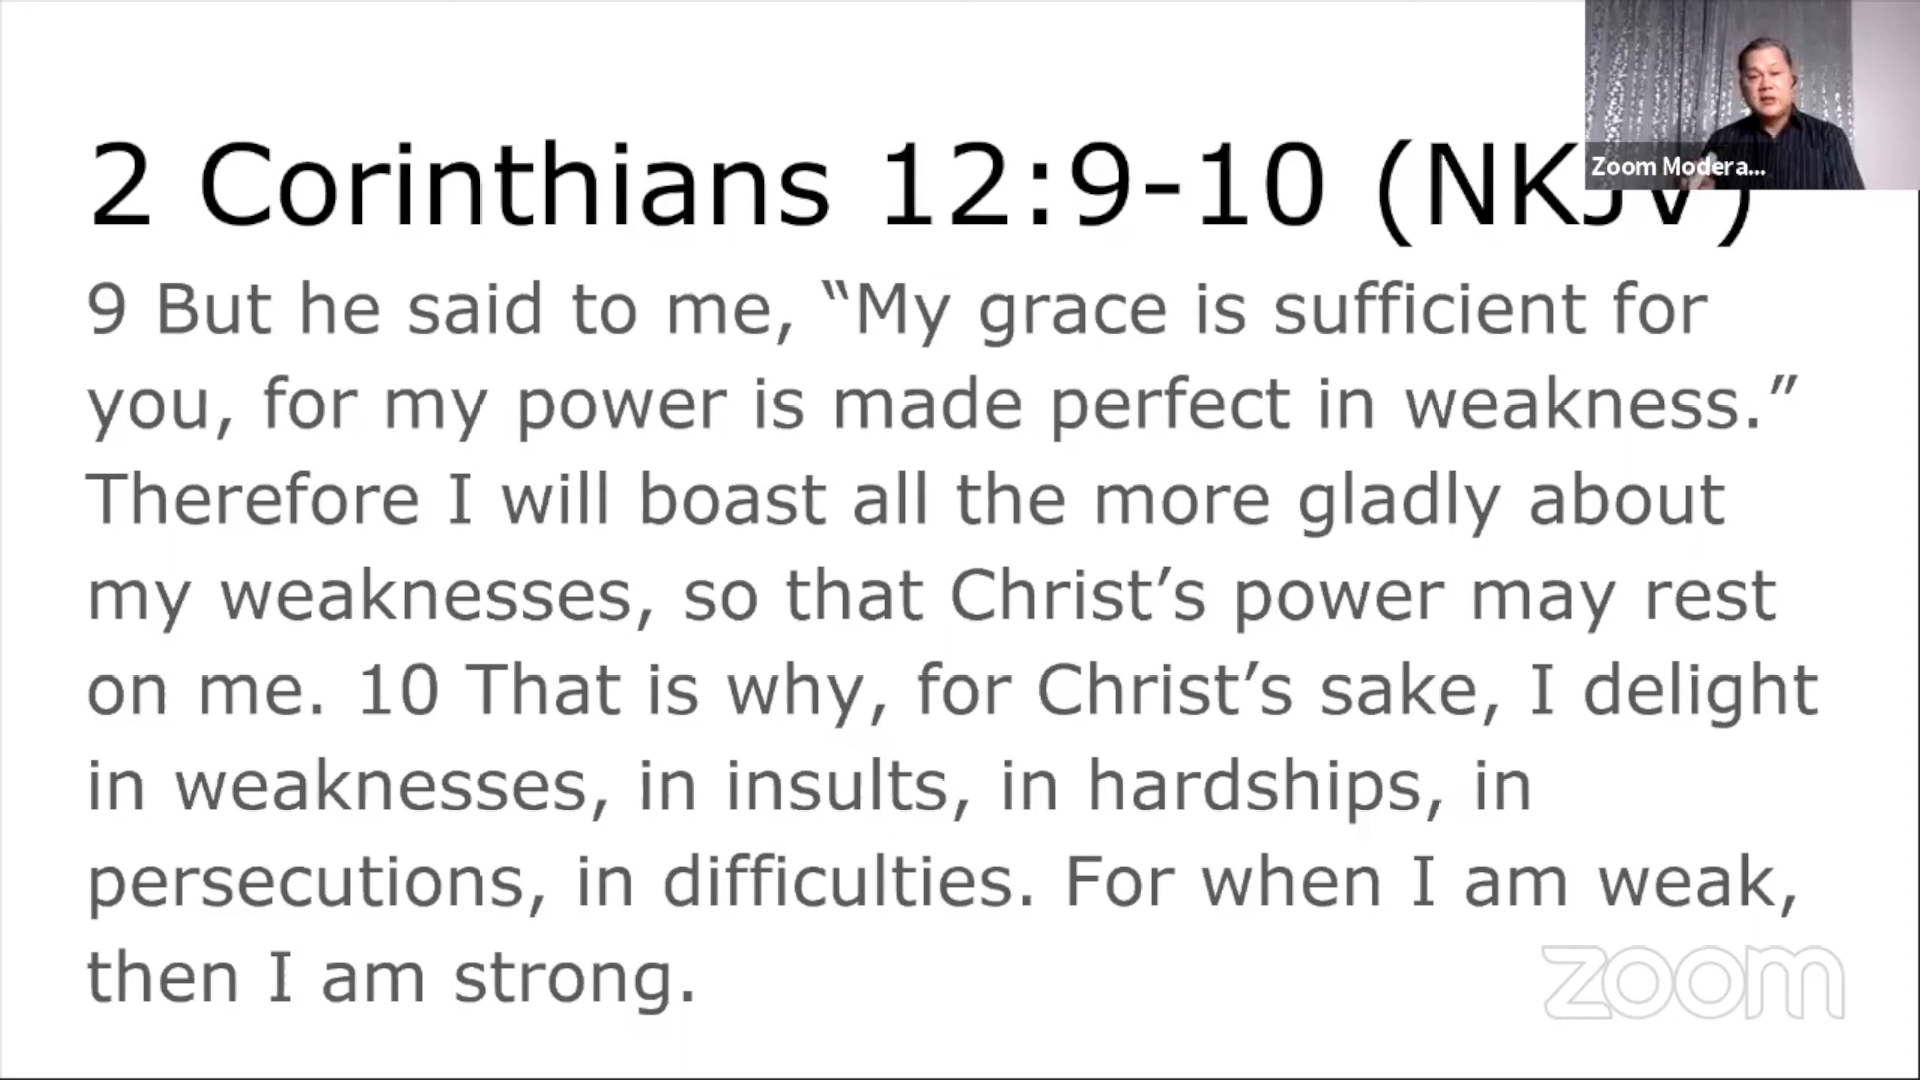 2 Corinthians 12:9-10 (NKJV)
Zoom Modera...
9 But he said to me, “My grace is sufficient for
you, for my power is made perfect in weakness.”
Therefore I will boast all the more gladly about
my weaknesses, so that Christ’s power may rest
on me. 10 That is why, for Christ’s sake, I delight
in weaknesses, in insults, in hardships, in
persecutions, in difficulties. For when I am weak,
then I am strong.
zoom